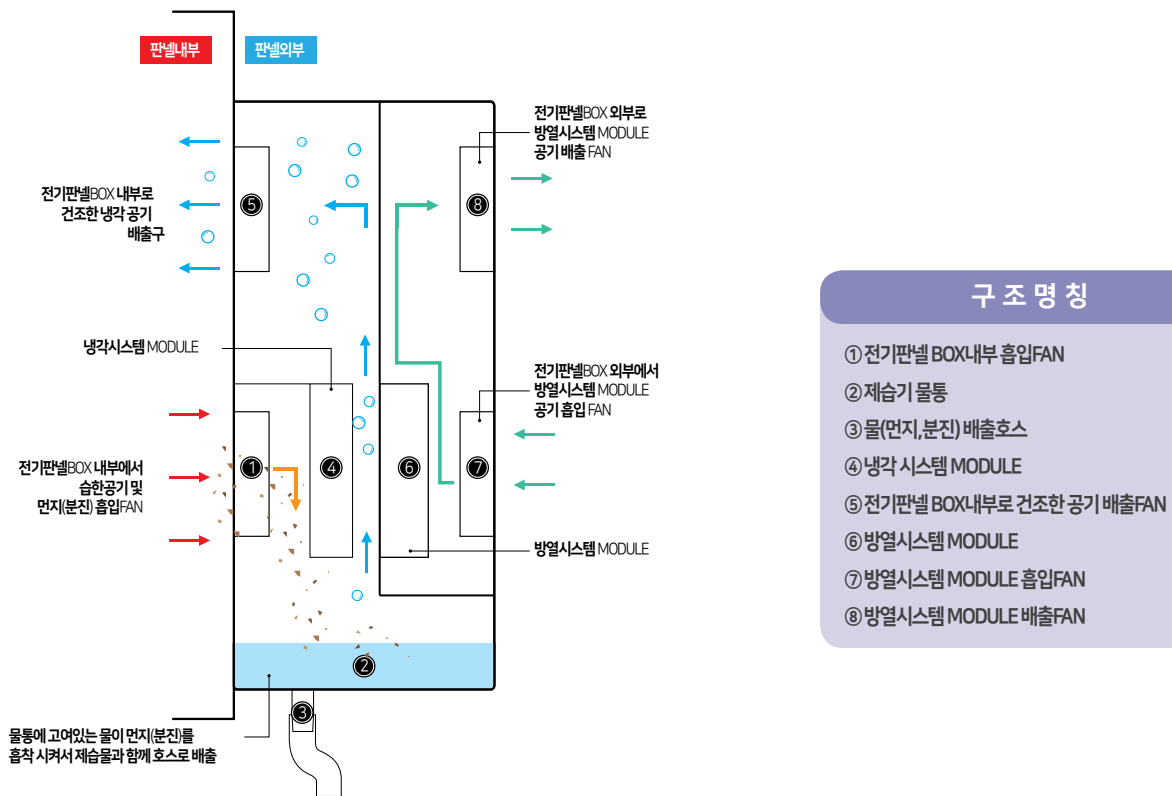 판넬내부
판넬외부
전기판넬BOX 외부로
방열시스템 MODULE
공기 배출 FAN
전기판넬BOX 내부로
건조한 냉각 공기
배출구
⑤
⑧
냉각시스템 MODULE
전기판넬BOX 외부에서
방열시스템 MODULE
공기 흡입 FAN
전기판넬BOX 내부에서
습한공기 및
먼지(분진) 흡입FAN
①
④
⑥
⑦
방열시스템 MODULE
②
③
물통에 고여있는 물이 먼지(분진)를
흡착 시켜서 제습물과 함께 호스로 배출
구 조 명 칭
①전기판넬 BOX내부 흡입FAN
②제습기 물통
③물(먼지,분진) 배출호스
④냉각 시스템 MODULE
⑤전기판넬 BOX내부로 건조한 공기 배출FAN
⑥방열시스템 MODULE
⑦방열시스템 MODULE 흡입FAN
⑧방열시스템 MODULE 배출FAN